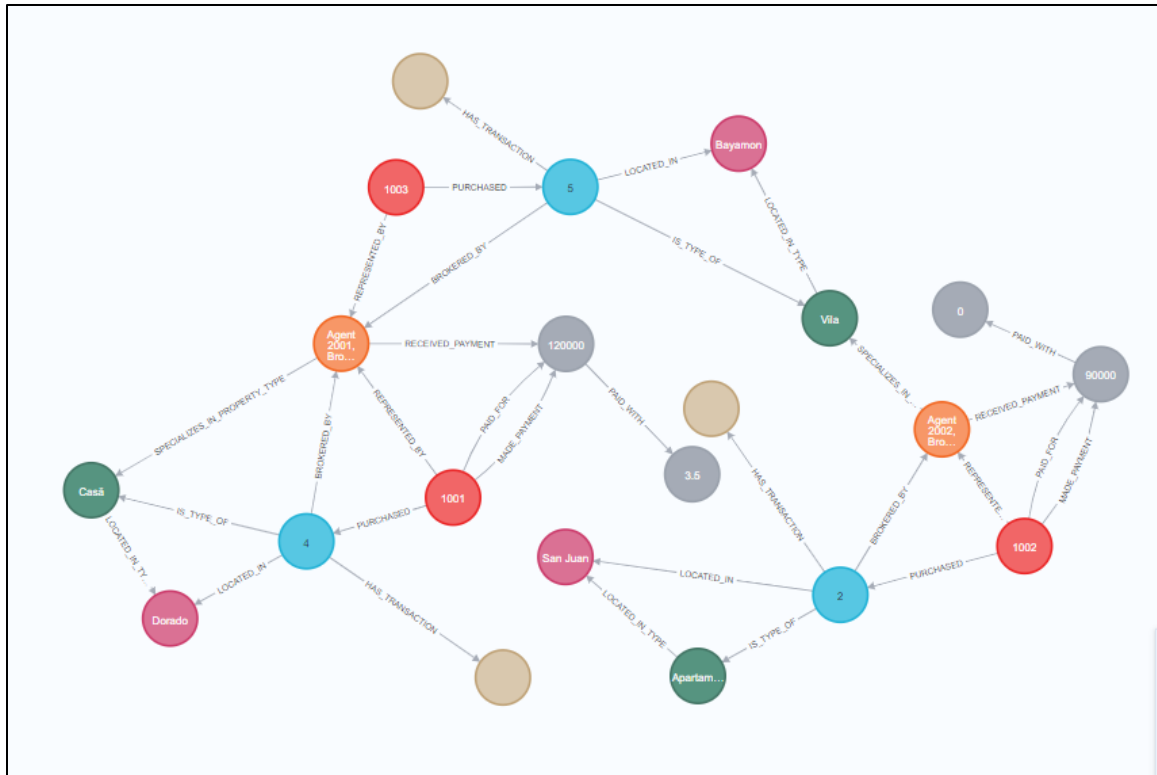 HAS_TRANSACTION
Bayamon
1003
PURCHASED
5
LOCATED_IN
LOCATED_IN_TYPE
REPRESENTED_BY
BROKERED_BY
IS_TYPE_OF
Vila
0
PAID_WITH
Agent
2001,
Bro...
RECEIVED_PAYMENT
120000
SPECIALIZES_IN...
90000
RECEIVED_PAYMENT
SPECIALIZES_IN_PROPERTY_TYPE
REPRESENTED_BY
PAID_FOR
MADE_PAYMENT
PAID_WITH
Agent
2002,
Bro...
PAID_FOR
MADE_PAYMENT
BROKERED_BY
HAS_TRANSACTION
BROKERED_BY
REPRESENTE...
3.5
Casă
IS_TYPE_OF
1001
PURCHASED
4
1002
San Juan
LOCATED_IN
PURCHASED
LOCATED_IN_TY...
LOCATED_IN
2
Dorado
HAS_TRANSACTION
LOCATED_IN_TYPE
IS_TYPE_OF
Apartam...